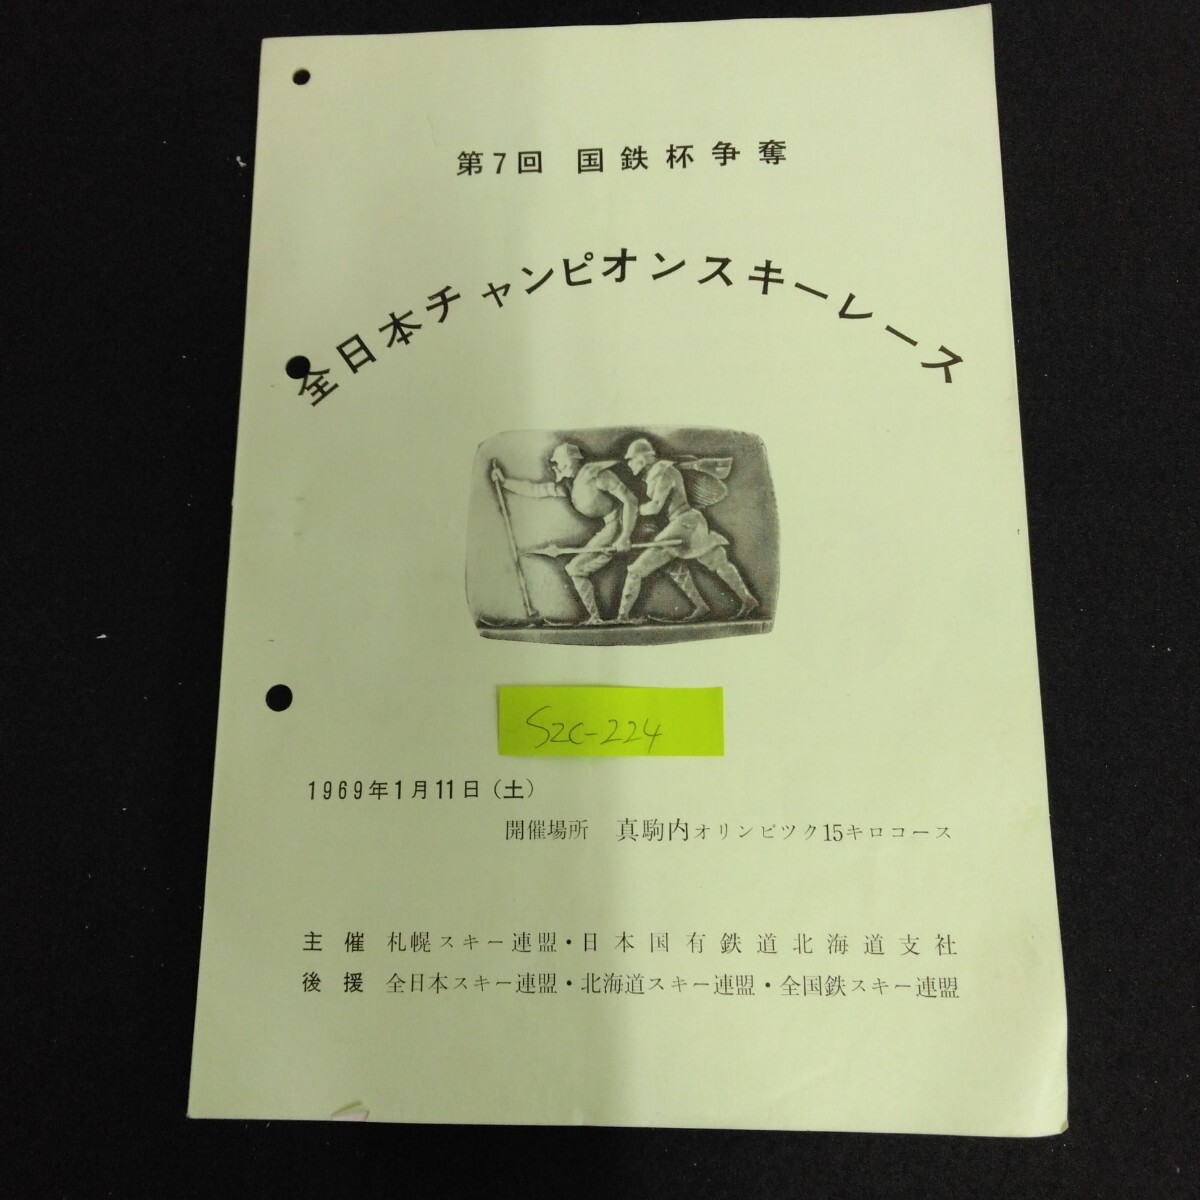 第7回 国鉄杯争奪
全日本チャンピオンスキーレース
SZC-224
1969年1月11日（土）
開催場所 真駒内オリンピツク15キロコース
主催 札幌スキー連盟・日本国有鉄道北海道支社
後援 全日本スキー連盟・北海道スキー連盟・全国鉄スキー連盟